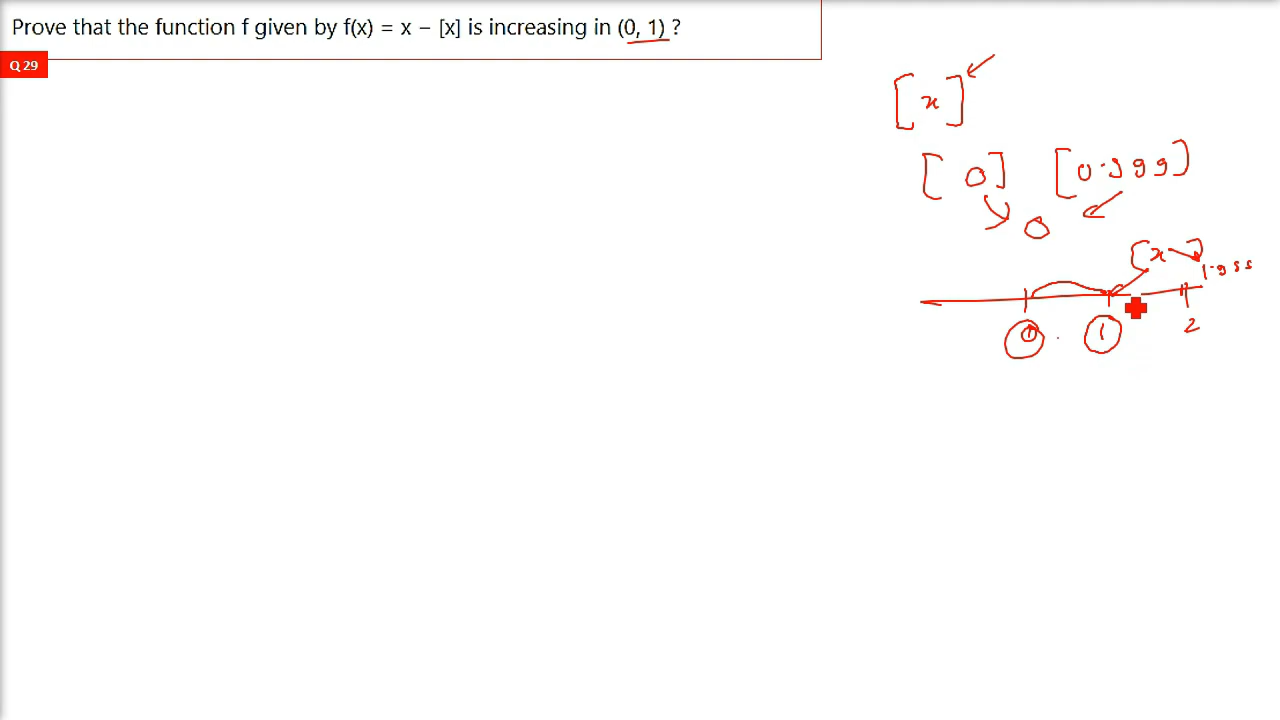 Prove that the function f given by f(x) = x − [x] is increasing in (0, 1) ?
Q 29
[x]
[0] [0.999]
0
[x]
1.999
0 1 2